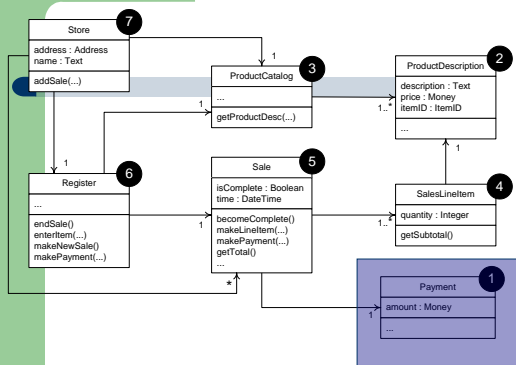 7
Store
address : Address
name : Text
addSale(...)
1
3
ProductCatalog
...
getProductDesc(...)
1
1..*
2
ProductDescription
description : Text
price : Money
itemID : ItemID
...
1
6
Register
...
endSale()
enterItem(...)
makeNewSale()
makePayment(...)
1
5
Sale
isComplete : Boolean
time : DateTime
becomeComplete()
makeLineItem(...)
makePayment(...)
getTotal()
...
1
*
4
SalesLineItem
quantity : Integer
getSubtotal()
1..*
1
1
Payment
amount : Money
...
1